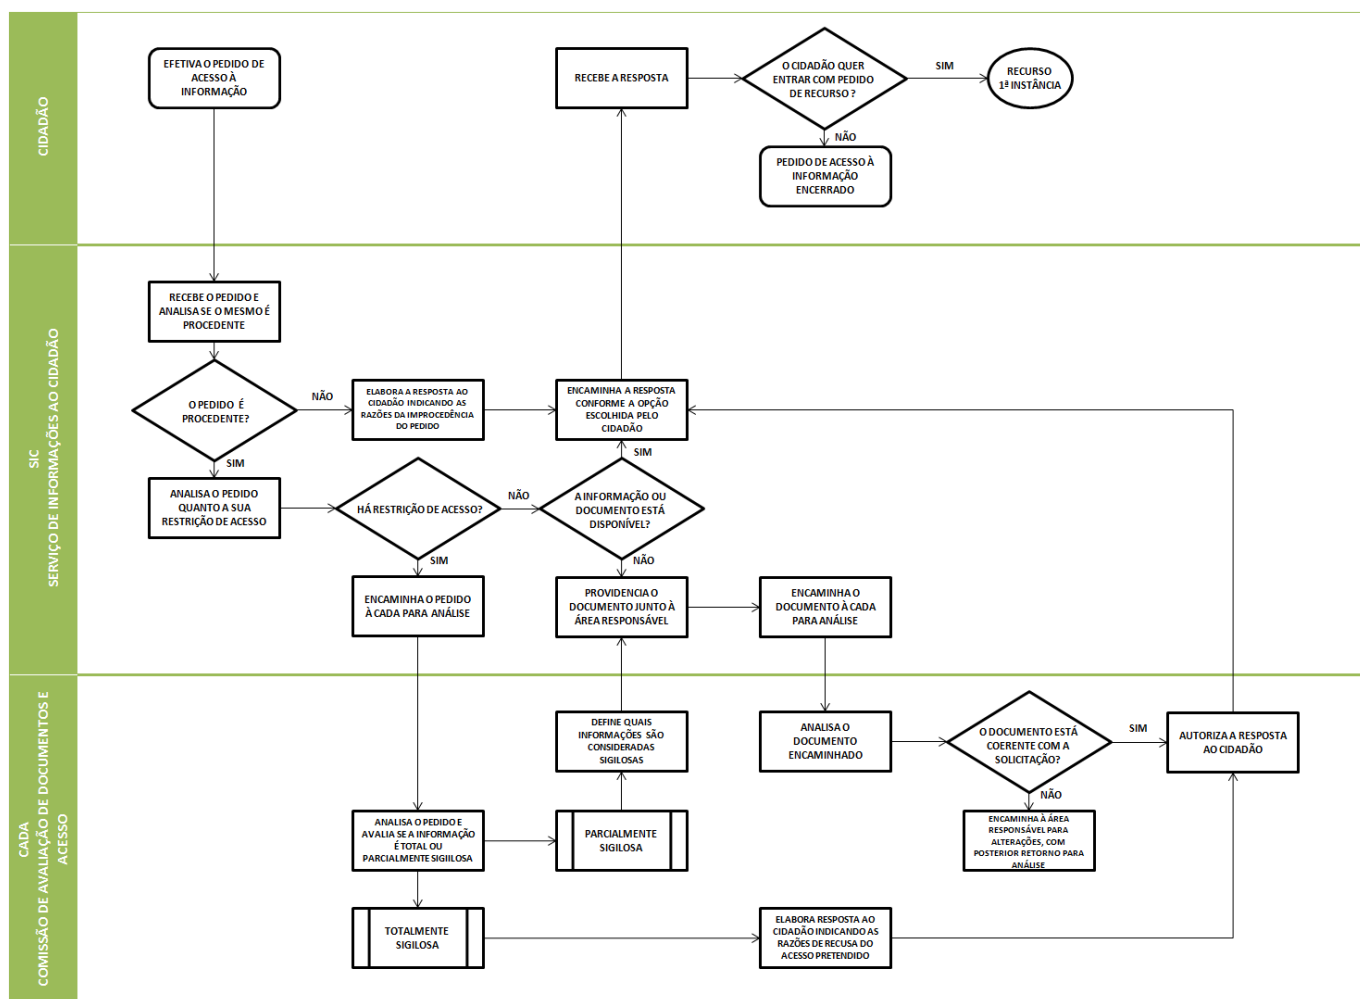 CIDADÃO
EFETIVA O PEDIDO DE
ACESSO À
INFORMAÇÃO
RECEBE A RESPOSTA
O CIDADÃO QUER
ENTRAR COM PEDIDO
DE RECURSO ?
SIM
RECURSO
1ª INSTÂNCIA
NÃO
PEDIDO DE ACESSO À
INFORMAÇÃO
ENCERRADO
SIC
SERVIÇO DE INFORMAÇÕES AO CIDADÃO
RECEBE O PEDIDO E
ANALISA SE O MESMO É
PROCEDENTE
O PEDIDO É
PROCEDENTE?
NÃO
ELABORA A RESPOSTA AO
CIDADÃO INDICANDO AS
RAZÕES DA IMPROCEDÊNCIA
DO PEDIDO
ENCAMINHA A RESPOSTA
CONFORME A OPÇÃO
ESCOLHIDA PELO
CIDADÃO
SIM
SIM
ANALISA O PEDIDO
QUANTO A SUA
RESTRIÇÃO DE ACESSO
HÁ RESTRIÇÃO DE ACESSO?
NÃO
A INFORMAÇÃO OU
DOCUMENTO ESTÁ
DISPONÍVEL?
SIM
NÃO
ENCAMINHA O PEDIDO
À CADA PARA ANÁLISE
PROVIDENCIA O
DOCUMENTO JUNTO À
ÁREA RESPONSÁVEL
ENCAMINHA O
DOCUMENTO À CADA
PARA ANÁLISE
CADA
COMISSÃO DE AVALIAÇÃO DE DOCUMENTOS E
ACESSO
DEFINE QUAIS
INFORMAÇÕES SÃO
CONSIDERADAS
SIGILOSAS
ANALISA O
DOCUMENTO
ENCAMINHADO
O DOCUMENTO ESTÁ
COERENTE COM A
SOLICITAÇÃO?
SIM
AUTORIZA A RESPOSTA
AO CIDADÃO
NÃO
ANALISA O PEDIDO E
AVALIA SE A INFORMAÇÃO
É TOTAL OU
PARCIALMENTE SIGILOSA
PARCIALMENTE
SIGILOSA
ENCAMINHA À ÁREA
RESPONSÁVEL PARA
ALTERAÇÕES, COM
POSTERIOR RETORNO PARA
ANÁLISE
TOTALMENTE
SIGILOSA
ELABORA RESPOSTA AO
CIDADÃO INDICANDO AS
RAZÕES DE RECUSA DO
ACESSO PRETENDIDO